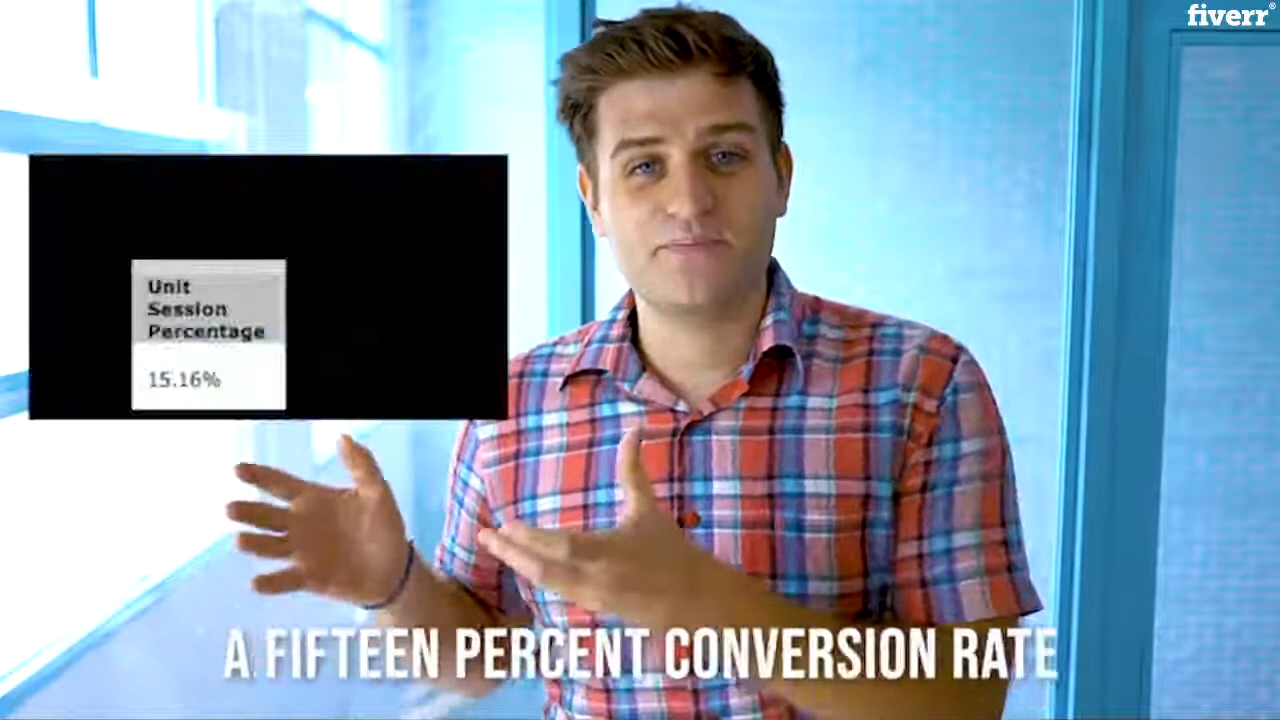 fiverr®
Unit
Session
Percentage
15.16%
A FIFTEEN PERCENT CONVERSION RATE